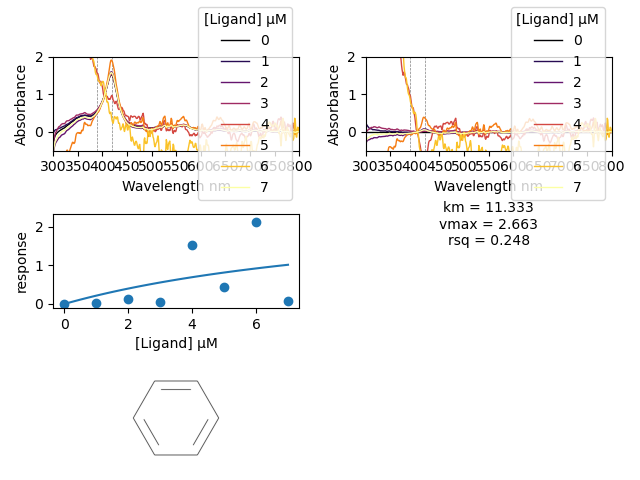 [Ligand] µM
0
1
2
3
4
5
6
7
Absorbance
2
1
0
Wavelength nm
[Ligand] µM
0
1
2
3
4
5
6
7
Absorbance
2
1
0
Wavelength nm
km = 11.333
vmax = 2.663
rsq = 0.248
response
2
1
0
0 2 4 6
[Ligand] µM